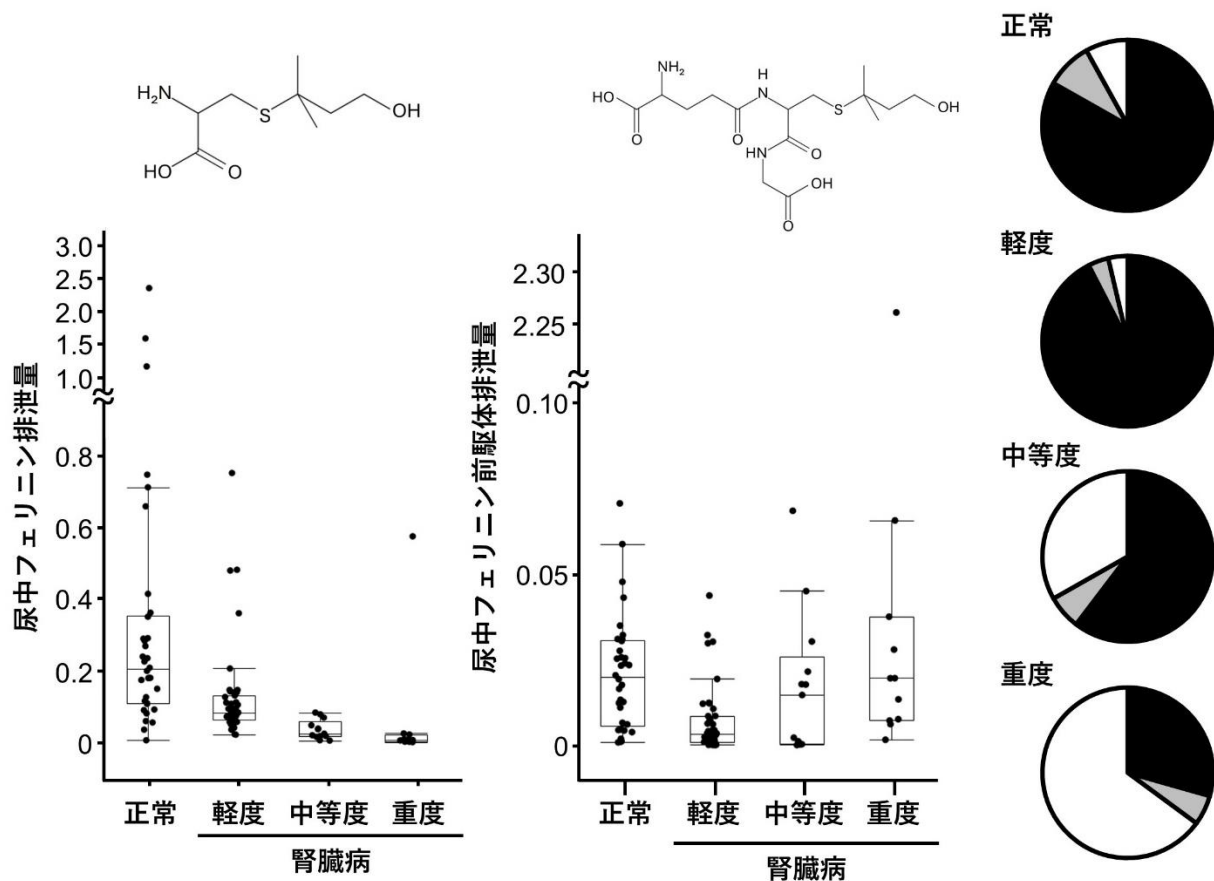 H₂N
S
OH
HO
O
NH₂
HO
O
H
N
O
S
OH
HN
O
OH
O
尿中フェリニン排泄量
3.0
2.5
2.0
1.5
1.0
0.8
0.6
0.4
0.2
0
正常
軽度
中等度
重度
腎臓病
尿中フェリニン前駆体排泄量
2.30
2.25
0.10
0.05
0
正常
軽度
中等度
重度
腎臓病
正常
軽度
中等度
重度